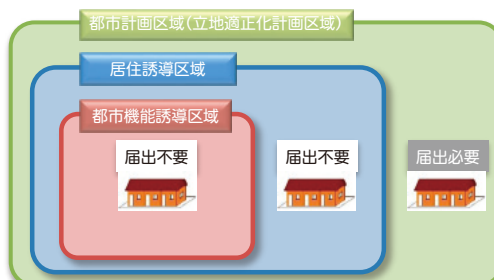 都市計画区域(立地適正化計画区域)
居住誘導区域
都市機能誘導区域
届出不要
届出不要
届出必要